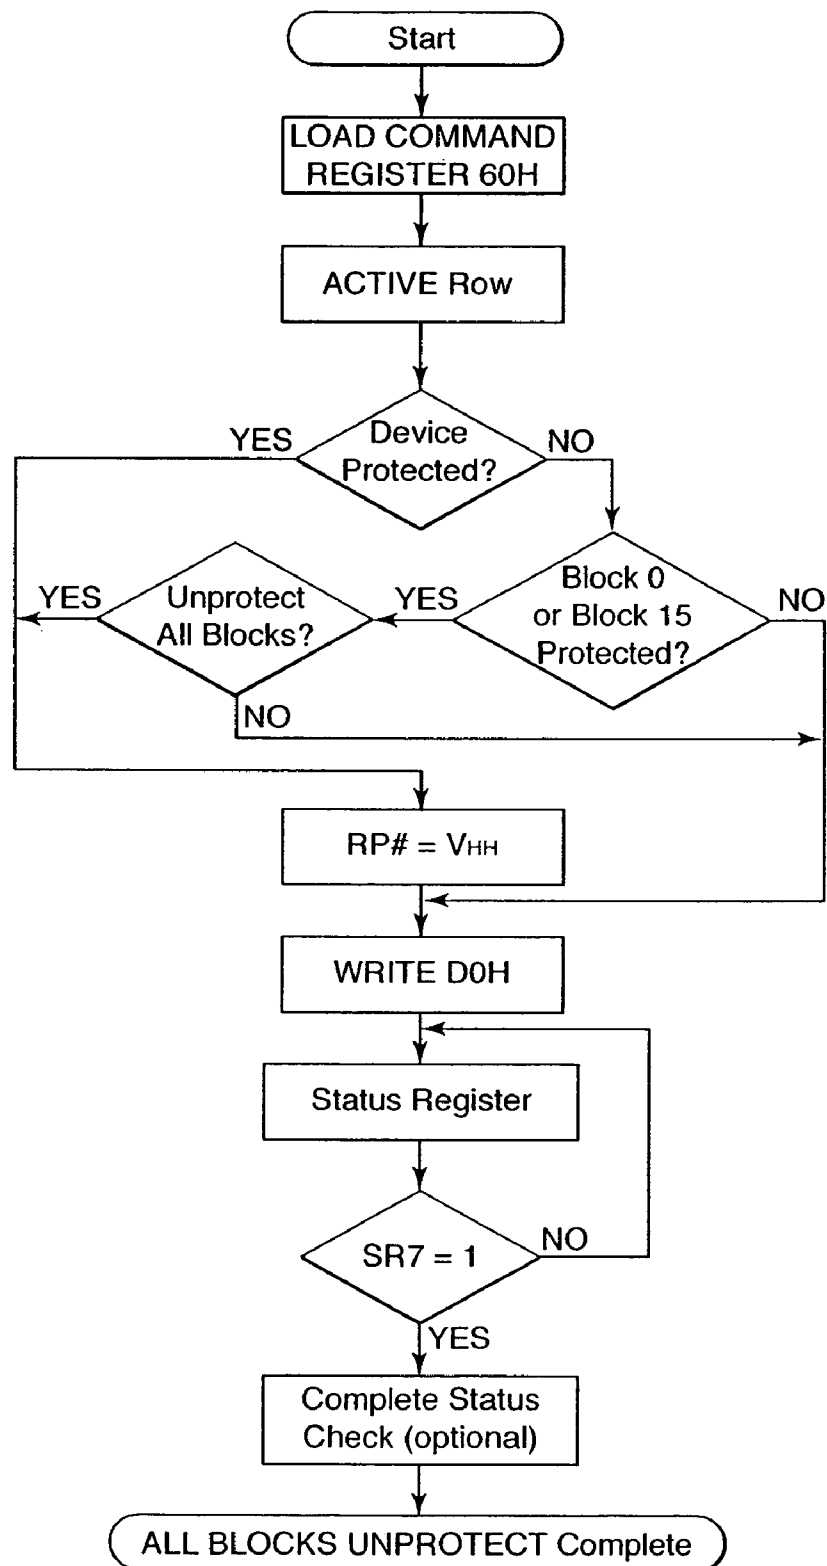 Start
LOAD COMMAND
REGISTER 60H
ACTIVE Row
Device
Protected?
YES
NO
Block 0
or Block 15
Protected?
YES
NO
Unprotect
All Blocks?
YES
NO
RP# = VHH
WRITE D0H
Status Register
SR7 = 1
NO
YES
Complete Status
Check (optional)
ALL BLOCKS UNPROTECT Complete